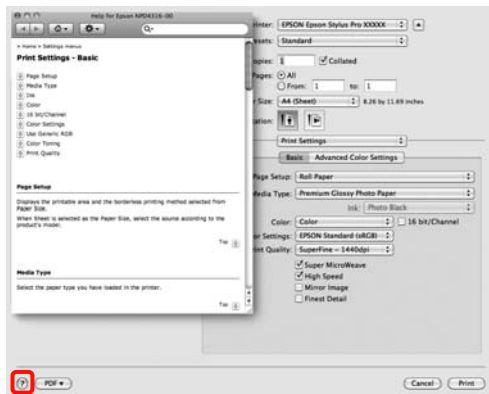 Help for Epson NPD4316-00
Q-
> Home > Settings menus
Print Settings - Basic
Page Setup
Media Type
Ink
Color
16 bit/Channel
Color Settings
Use Generic RGB
Color Toning
Print Quality
Page Setup
Displays the printable area and the borderless printing method selected from
Paper Size.
When Sheet is selected as the Paper Size, select the source according to the
product's model.
Top
Media Type
Select the paper type you have loaded in the printer.
Top
rinter: EPSON Epson Stylus Pro XXXXX
esets: Standard
opies: 1 Collated
Pages: All
From: 1 to: 1
r Size: A4 (Sheet) 8.26 by 11.69 inches
ation:
Print Settings
Basic Advanced Color Settings
Page Setup: Roll Paper
Media Type: Premium Glossy Photo Paper
Ink: Photo Black
Color: Color 16 bit/Channel
or Settings: EPSON Standard (sRGB)
rint Quality: SuperFine - 1440dpi
Super MicroWeave
High Speed
Mirror Image
Finest Detail
? PDF Cancel Print